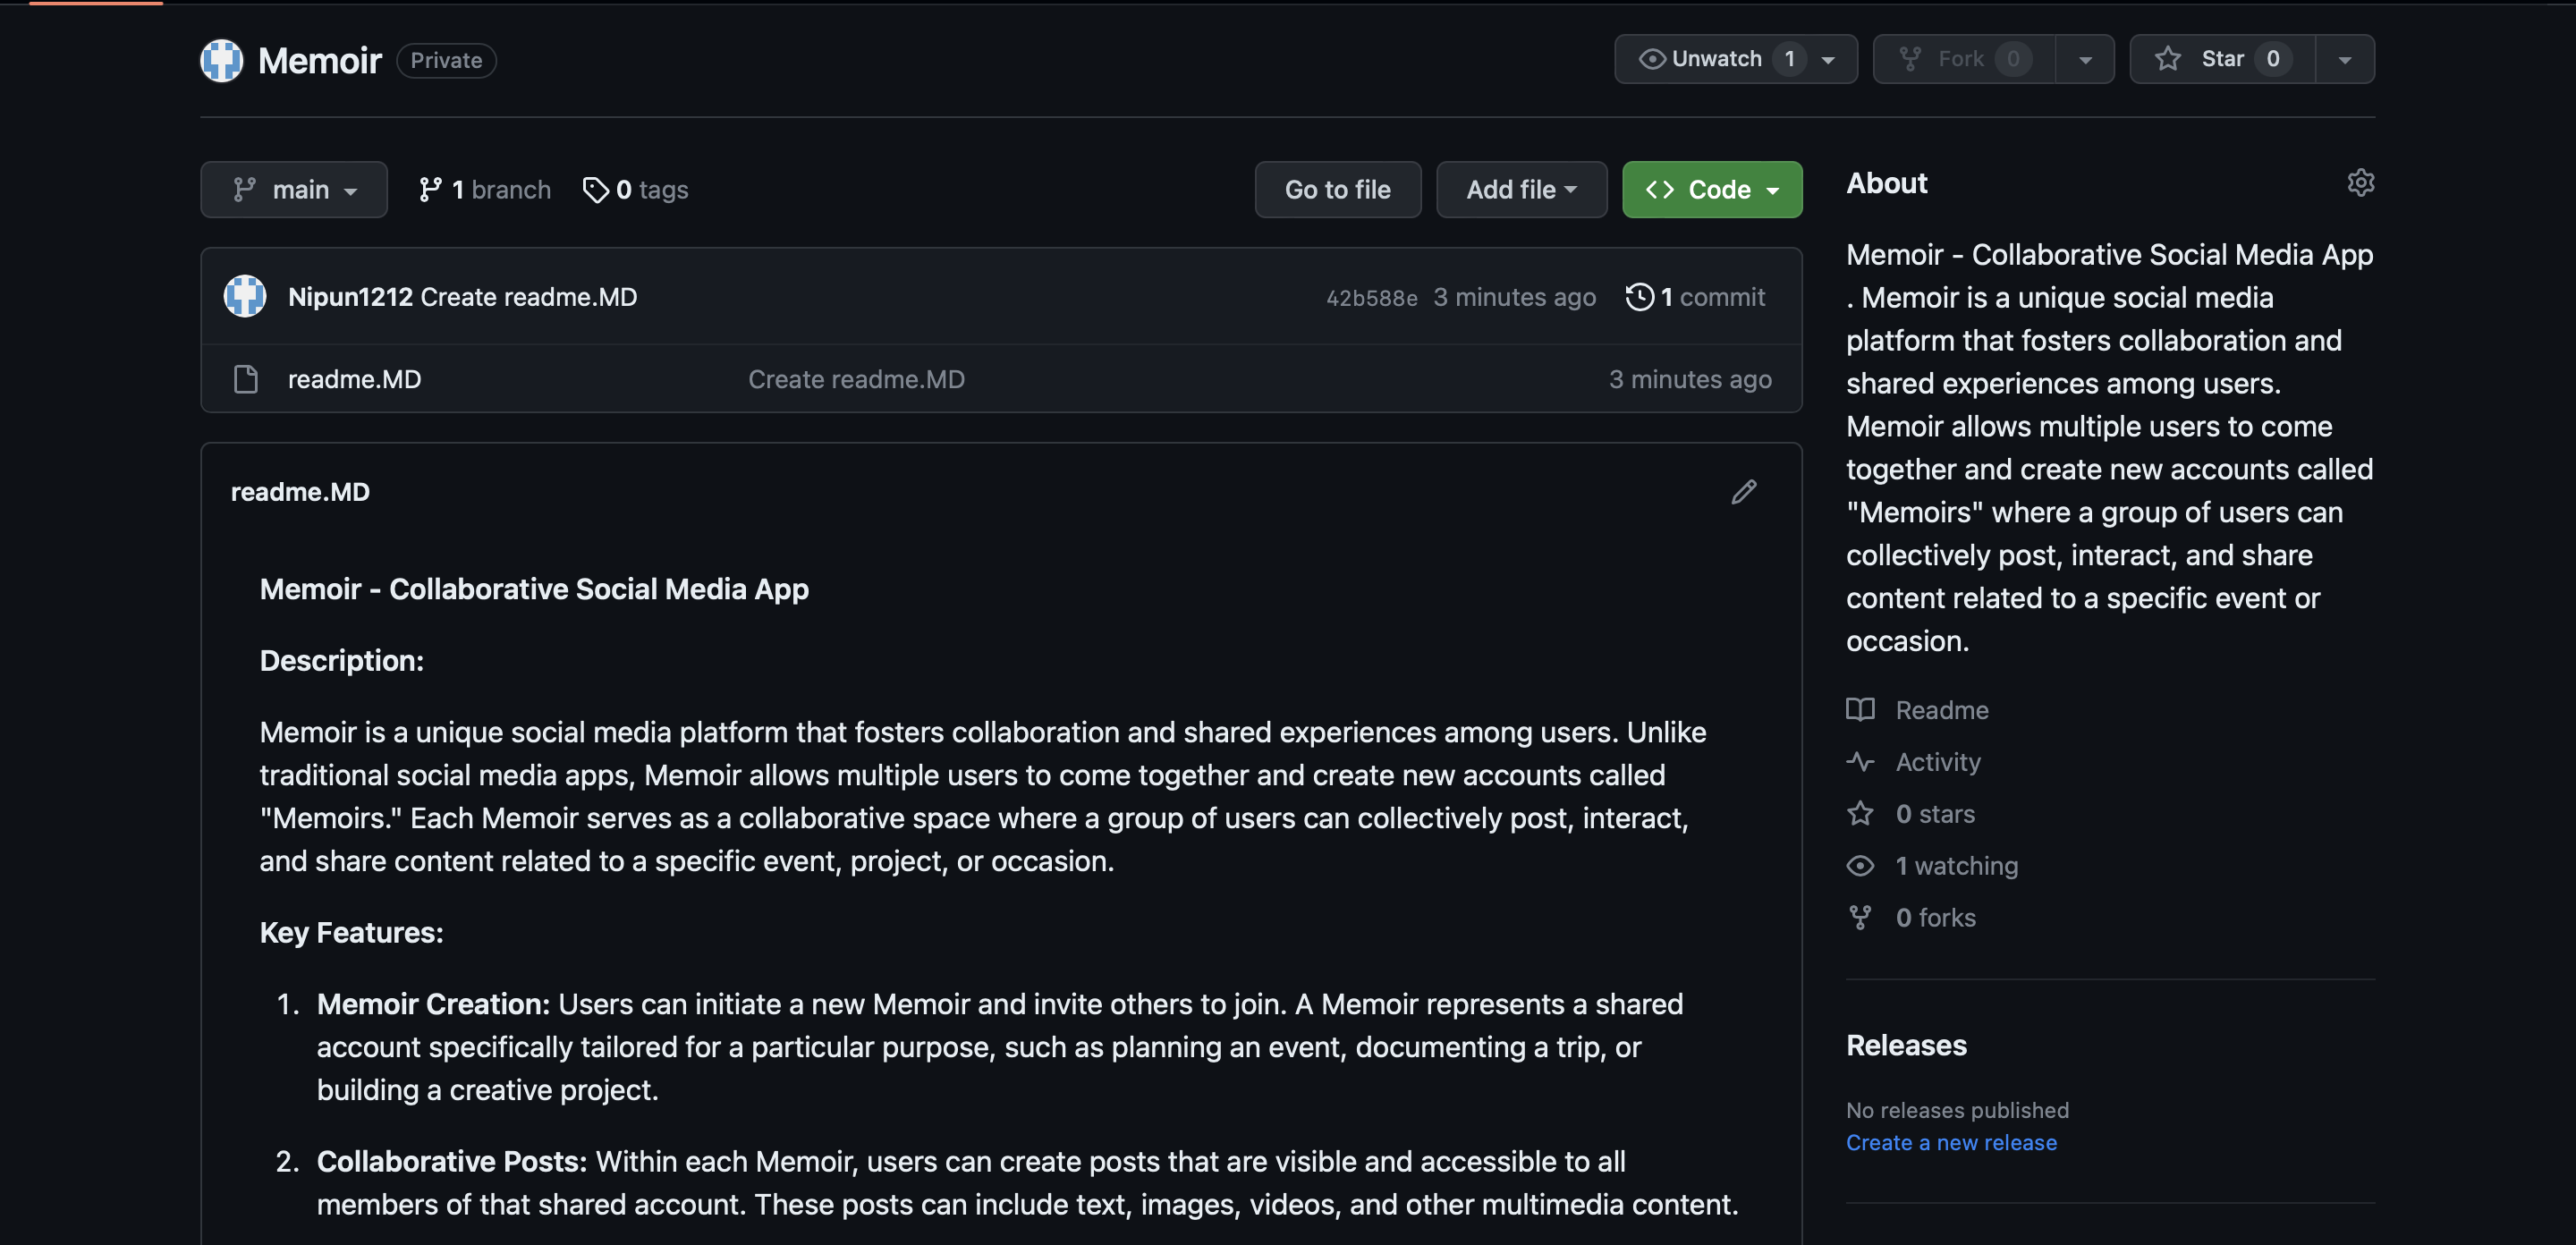 Memoir Private
Unwatch 1 Fork 0 Star 0
main 1 branch 0 tags
Go to file Add file Code
Nipun1212 Create readme.MD 42b588e 3 minutes ago 1 commit
readme.MD Create readme.MD 3 minutes ago
readme.MD
Memoir - Collaborative Social Media App
Description:
Memoir is a unique social media platform that fosters collaboration and shared experiences among users. Unlike
traditional social media apps, Memoir allows multiple users to come together and create new accounts called
"Memoirs." Each Memoir serves as a collaborative space where a group of users can collectively post, interact,
and share content related to a specific event, project, or occasion.
Key Features:
1. Memoir Creation: Users can initiate a new Memoir and invite others to join. A Memoir represents a shared
account specifically tailored for a particular purpose, such as planning an event, documenting a trip, or
building a creative project.
2. Collaborative Posts: Within each Memoir, users can create posts that are visible and accessible to all
members of that shared account. These posts can include text, images, videos, and other multimedia content.
About
Memoir - Collaborative Social Media App
. Memoir is a unique social media
platform that fosters collaboration and
shared experiences among users.
Memoir allows multiple users to come
together and create new accounts called
"Memoirs" where a group of users can
collectively post, interact, and share
content related to a specific event or
occasion.
Readme
Activity
0 stars
1 watching
0 forks
Releases
No releases published
Create a new release